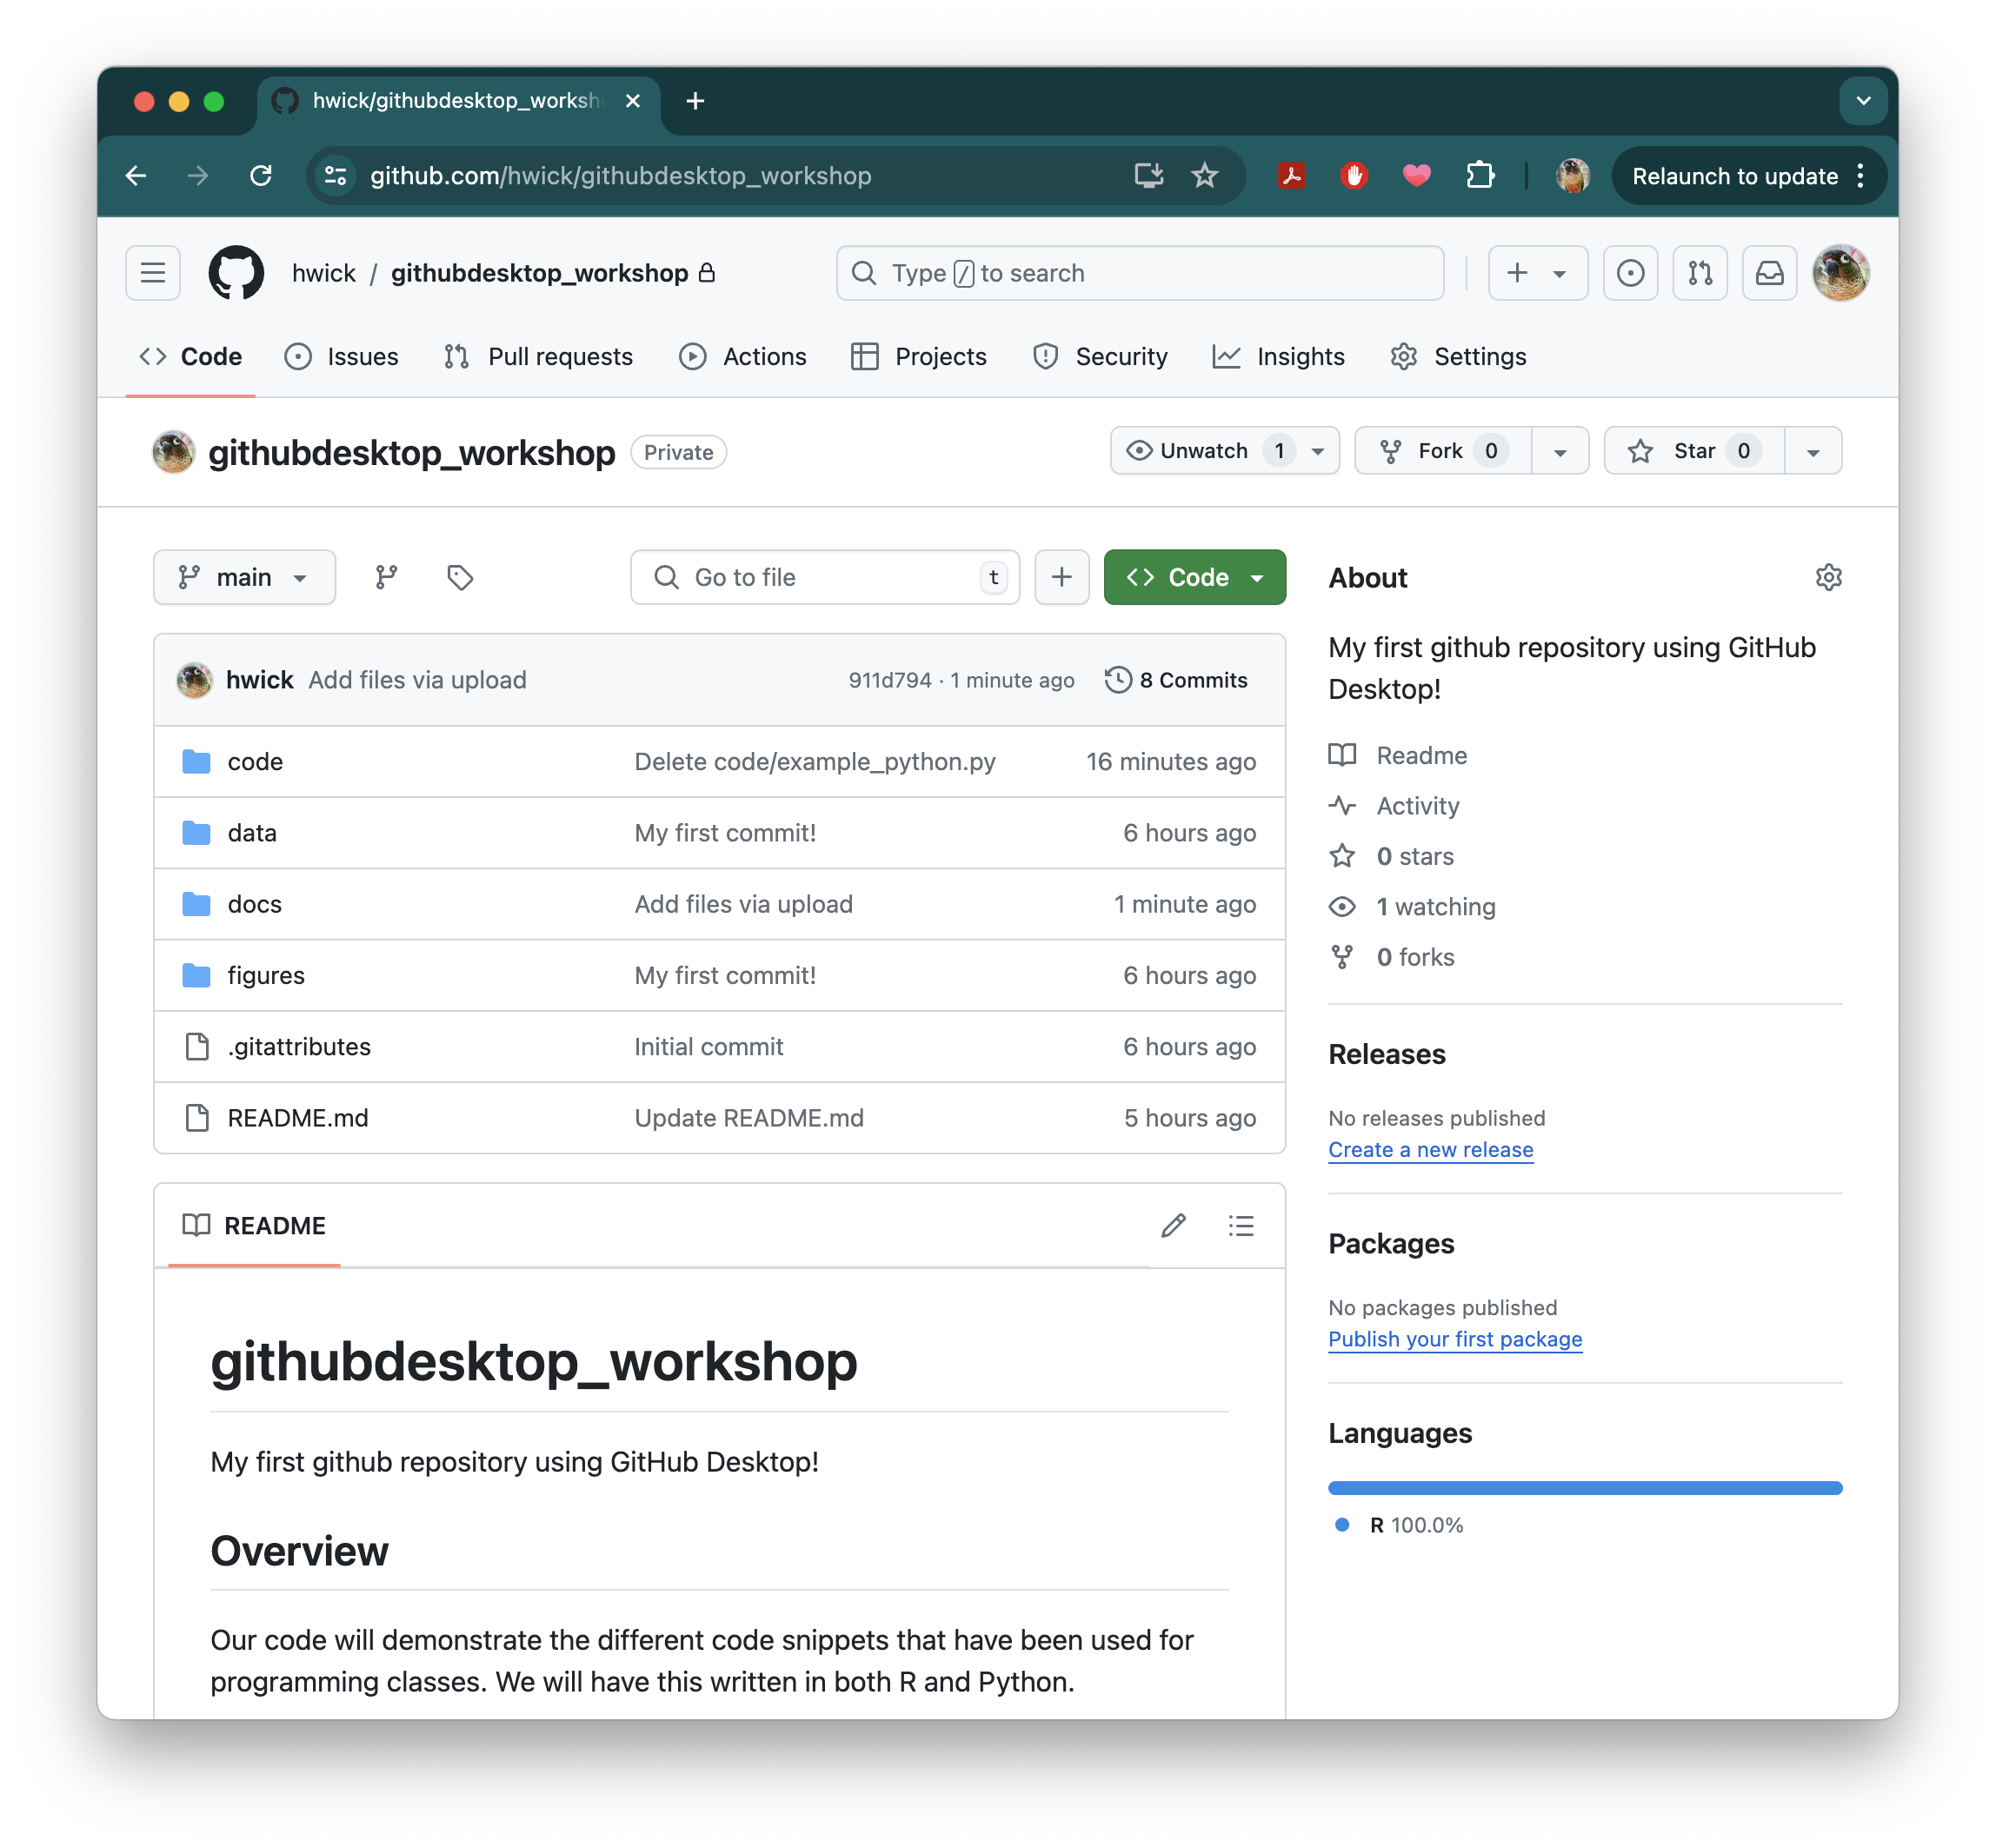 hwick/githubdesktop_worksh
github.com/hwick/githubdesktop_workshop
Relaunch to update
hwick / githubdesktop_workshop
Type / to search
Code Issues Pull requests Actions Projects Security Insights Settings
githubdesktop_workshop Private
Unwatch 1 Fork 0 Star 0
main
Go to file t
Code
hwick Add files via upload 911d794 · 1 minute ago 8 Commits
code Delete code/example_python.py 16 minutes ago
data My first commit! 6 hours ago
docs Add files via upload 1 minute ago
figures My first commit! 6 hours ago
.gitattributes Initial commit 6 hours ago
README.md Update README.md 5 hours ago
README
githubdesktop_workshop
My first github repository using GitHub Desktop!
Overview
Our code will demonstrate the different code snippets that have been used for
programming classes. We will have this written in both R and Python.
About
My first github repository using GitHub
Desktop!
Readme
Activity
0 stars
1 watching
0 forks
Releases
No releases published
Create a new release
Packages
No packages published
Publish your first package
Languages
R 100.0%